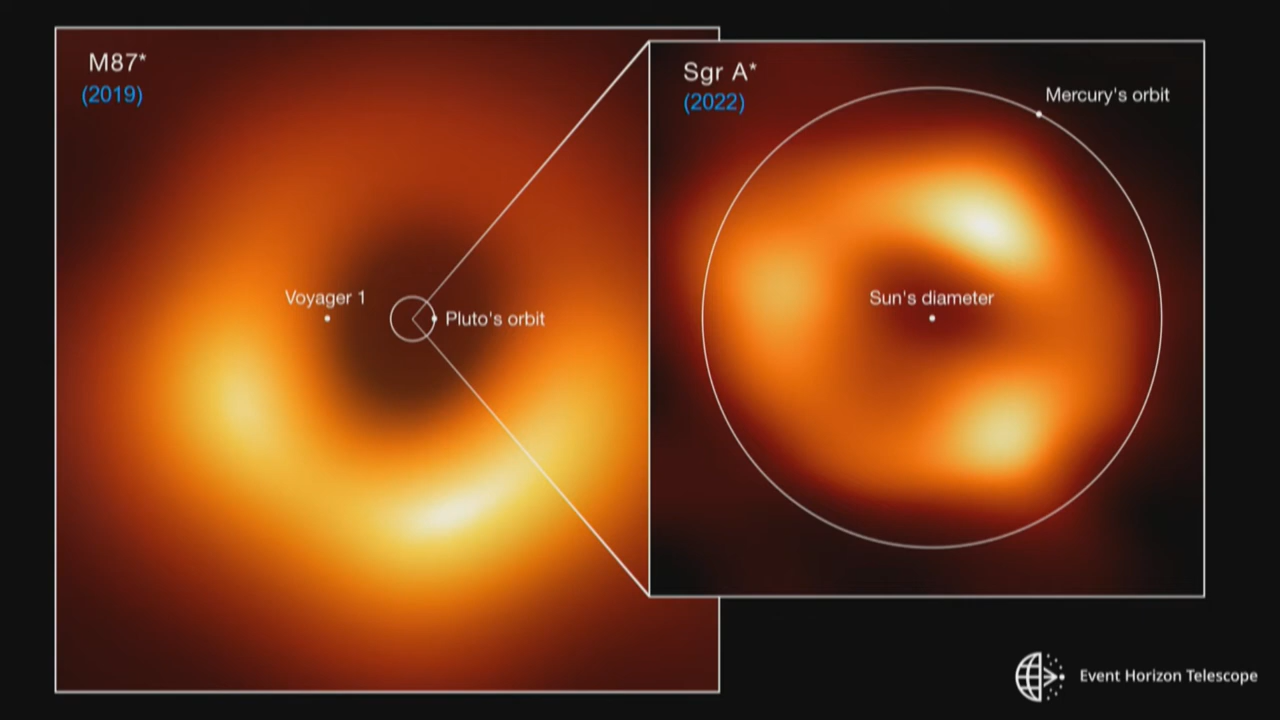 M87*
(2019)
Voyager 1
Pluto's orbit
Sgr A*
(2022)
Mercury's orbit
Sun's diameter
Event Horizon Telescope